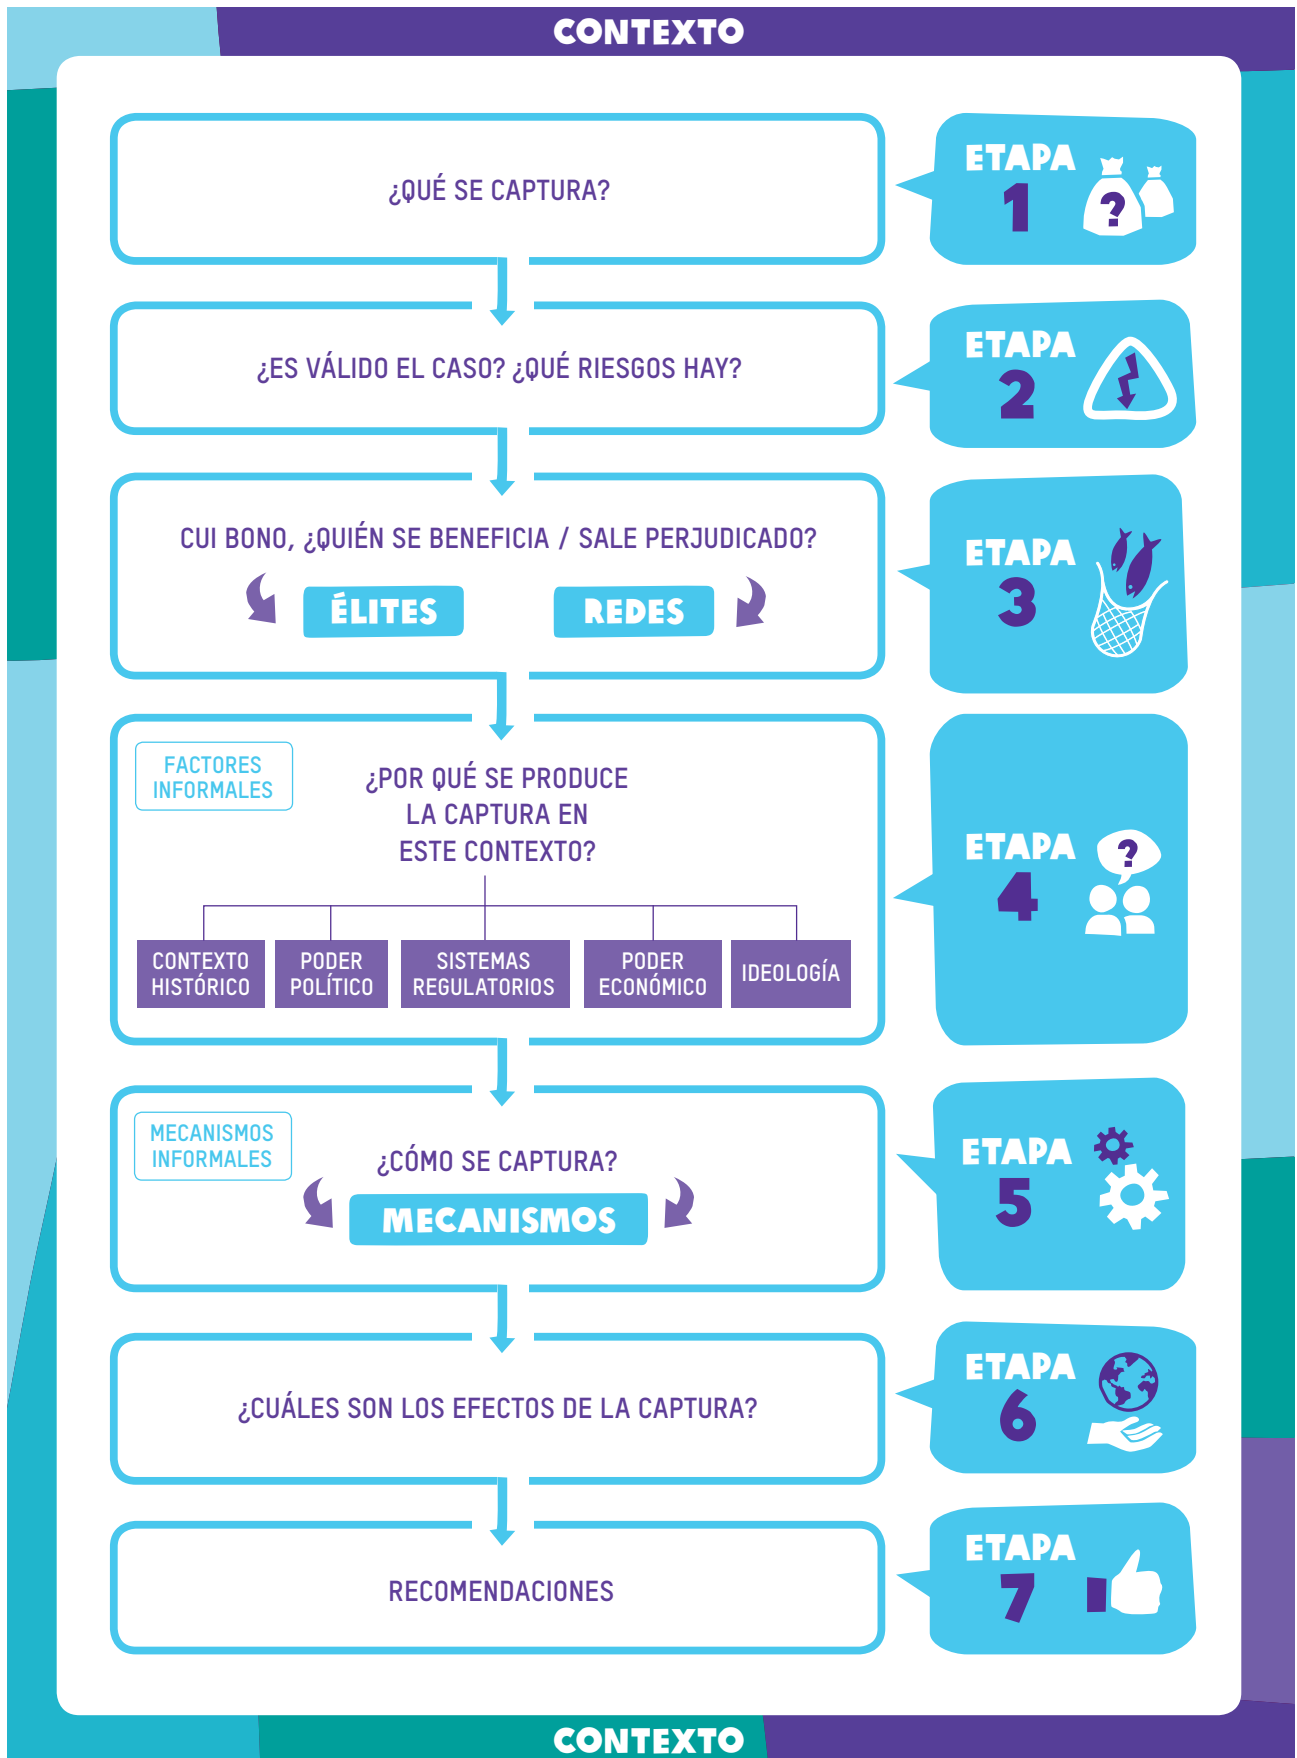 CONTEXTO
¿QUÉ SE CAPTURA?
ETAPA
1
?
¿ES VÁLIDO EL CASO? ¿QUÉ RIESGOS HAY?
ETAPA
2
CUI BONO, ¿QUIÉN SE BENEFICIA / SALE PERJUDICADO?
ÉLITES
REDES
ETAPA
3
FACTORES
INFORMALES
¿POR QUÉ SE PRODUCE
LA CAPTURA EN
ESTE CONTEXTO?
CONTEXTO
HISTÓRICO
PODER
POLÍTICO
SISTEMAS
REGULATORIOS
PODER
ECONÓMICO
IDEOLOGÍA
ETAPA
4
?
MECANISMOS
INFORMALES
¿CÓMO SE CAPTURA?
MECANISMOS
ETAPA
5
¿CUÁLES SON LOS EFECTOS DE LA CAPTURA?
ETAPA
6
RECOMENDACIONES
ETAPA
7
CONTEXTO